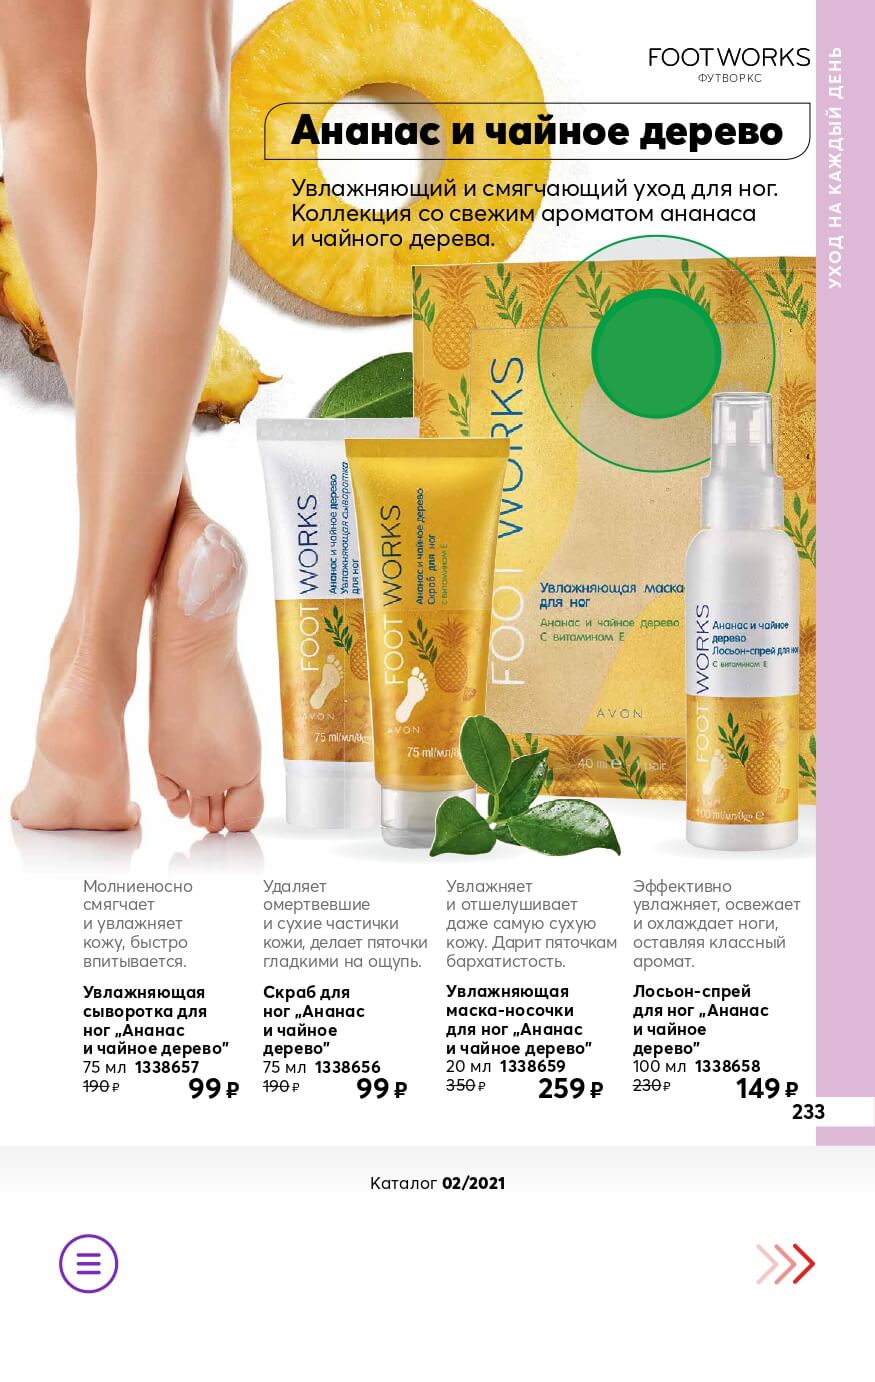 FOOTWORKS
ФУТВОРКС
Ананас и чайное дерево
Увлажняющий и смягчающий уход для ног.
Коллекция со свежим ароматом ананаса
и чайного дерева.
УХОД НА КАЖДЫЙ ДЕНЬ
FOOT WORKS
Ананас и чайное дерево
Увлажняющая сыворотка
для ног
AVON
FOOT WORKS
Ананас и чайное дерево
Скраб для ног
с витамином Е
AVON
FOOT WORKS
Увлажняющая маска-
для ног
Ананас и чайное дерево
С витамином Е
AVON
40 ml e - 1 pair
FOOT WORKS
Ананас и чайное
дерево
Лосьон-спрей для ног
С витамином Е
AVON
Молниеносно
смягчает
и увлажняет
кожу, быстро
впитывается.
Увлажняющая
сыворотка для
ног „Ананас
и чайное дерево”
75 мл 1338657
190 ₽ 99 ₽
Удаляет
омертвевшие
и сухие частички
кожи, делает пяточки
гладкими на ощупь.
Скраб для
ног „Ананас
и чайное
дерево”
75 мл 1338656
190 ₽ 99 ₽
Увлажняет
и отшелушивает
даже самую сухую
кожу. Дарит пяточкам
бархатистость.
Увлажняющая
маска-носочки
для ног „Ананас
и чайное дерево”
20 мл 1338659
350 ₽ 259 ₽
Эффективно
увлажняет, освежает
и охлаждает ноги,
оставляя классный
аромат.
Лосьон-спрей
для ног „Ананас
и чайное
дерево”
100 мл 1338658
230 ₽ 149 ₽
233
Каталог 02/2021